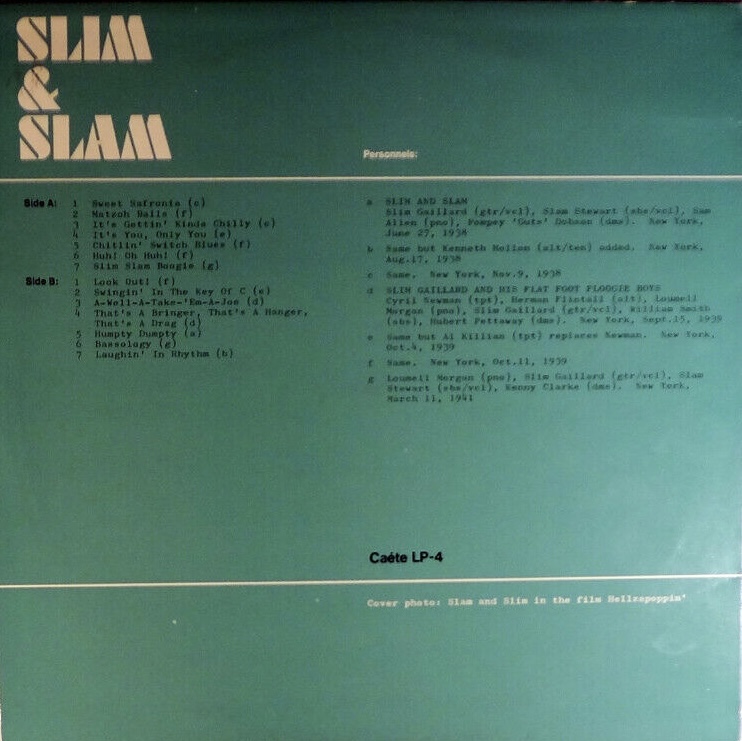 SLIM
&
SLAM
Personnels:
Side A: 1 Sweet Safronia (c)
2 Matzoh Balls (f)
3 It's Gettin' Kinda Chilly (e)
4 It's You, Only You (e)
5 Chitlin' Switch Blues (f)
6 Huh! Oh Huh! (f)
7 Slim Slam Boogie (g)
Side B: 1 Look Out! (f)
2 Swingin' In The Key Of C (e)
3 A-Well-A-Take-'Em-A-Joe (d)
4 That's A Bringer, That's A Hanger,
That's A Drag (d)
5 Humpty Dumpty (a)
6 Bassology (g)
7 Laughin' In Rhythm (b)
a SLIM AND SLAM
Slim Gaillard (gtr/vcl), Slam Stewart (sbs/vcl), Sam
Allen (pno), Pompey 'Guts' Dobson (dms). New York,
June 27, 1938
b Same but Kenneth Hollon (alt/ten) added. New York,
Aug.17, 1938
c Same. New York, Nov.9, 1938
d SLIM GAILLARD AND HIS FLAT FOOT FLOOGIE BOYS
Cyril Newman (tpt), Herman Flintall (alt), Loumell
Morgan (pno), Slim Gaillard (gtr/vcl), William Smith
(sbs), Hubert Pettaway (dms). New York, Sept.15, 1939
e Same but Al Killian (tpt) replaces Newman. New York,
Oct.4, 1939
f Same. New York, Oct.11, 1939
g Loumell Morgan (pno), Slim Gaillard (gtr/vcl), Slam
Stewart (sbs/vcl), Kenny Clarke (dms). New York,
March 11, 1941
Caéte LP-4
Cover photo: Slam and Slim in the film Hellzapoppin'